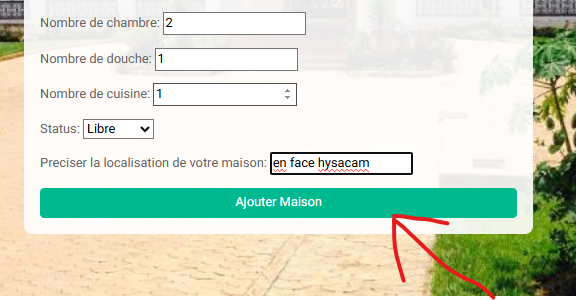 Nombre de chambre: 2
Nombre de douche: 1
Nombre de cuisine: 1
Status: Libre
Preciser la localisation de votre maison: en face hysacam
Ajouter Maison